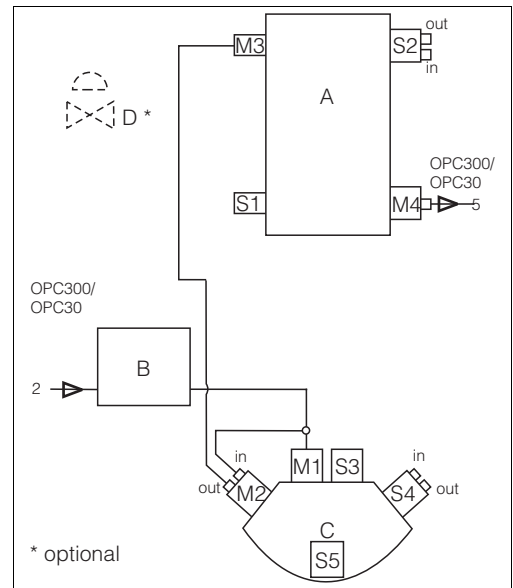 out
M3
S2
in
A
D *
OPC300/
OPC30
S1
M4
5
OPC300/
OPC30
B
2
in
out
M2
M1
S3
in
S4
out
C
S5
* optional